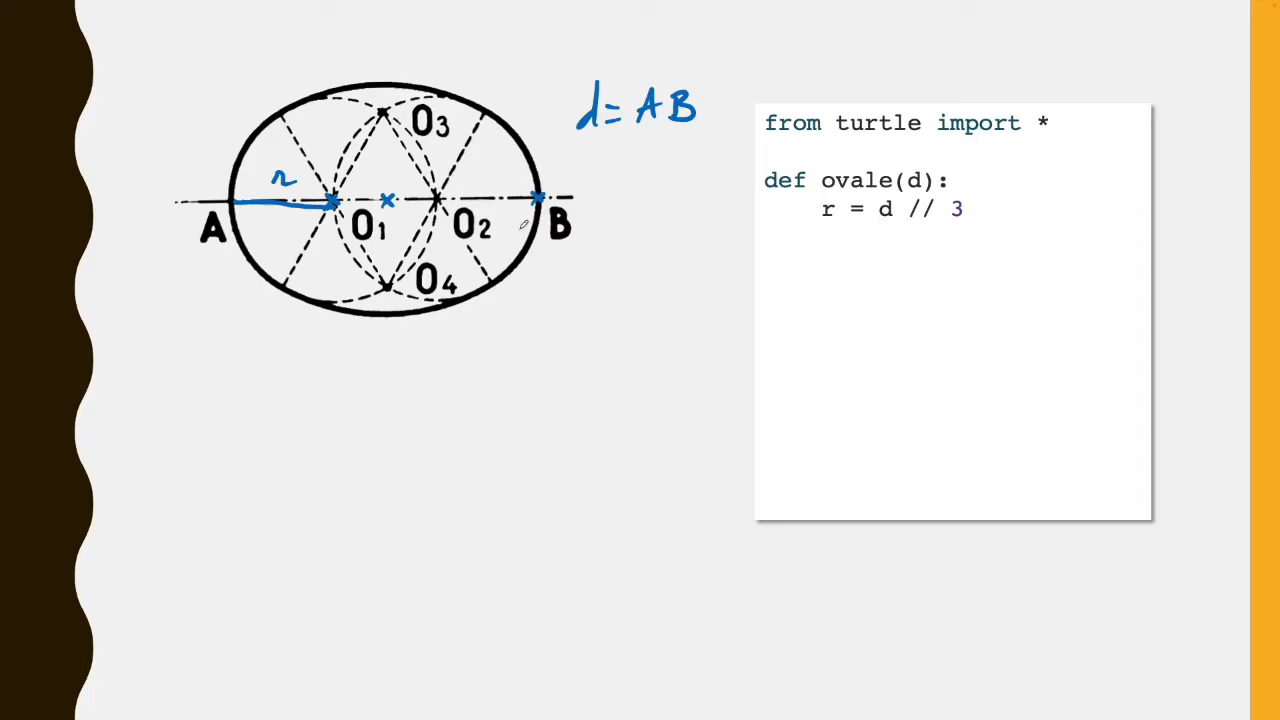 d = AB
O3
r
A
O1
O2
B
O4
from turtle import *
def ovale(d):
    r = d // 3